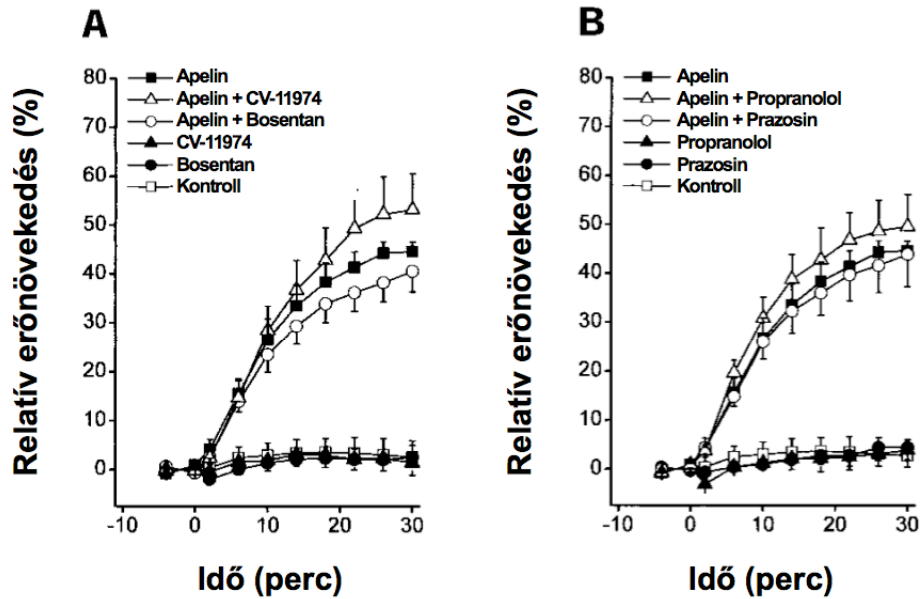 A
Relatív erőnövekedés (%)
80
70
60
50
40
30
20
10
0
Apelin
Apelin + CV-11974
Apelin + Bosentan
CV-11974
Bosentan
Kontroll
-10 0 10 20 30
Idő (perc)
B
Relatív erőnövekedés (%)
80
70
60
50
40
30
20
10
0
Apelin
Apelin + Propranolol
Apelin + Prazosin
Propranolol
Prazosin
Kontroll
-10 0 10 20 30
Idő (perc)